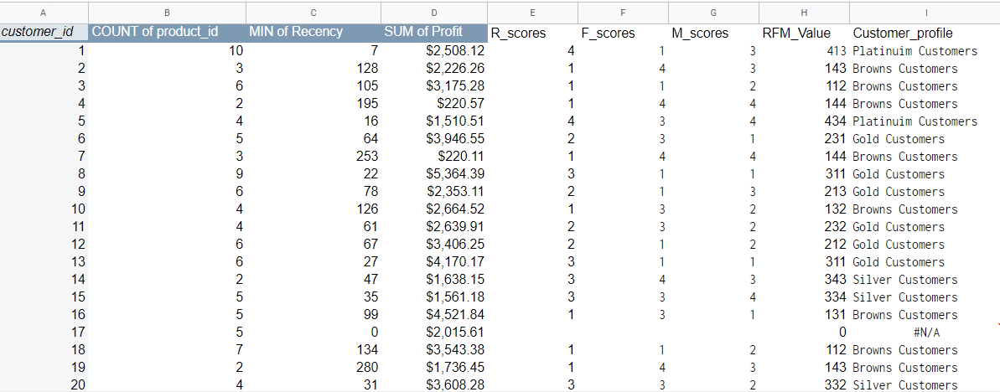 A B C D E F G H I
customer_id COUNT of product_id MIN of Recency SUM of Profit R_scores F_scores M_scores RFM_Value Customer_profile
1 10 7 $2,508.12 4 1 3 413 Platinuim Customers
2 3 128 $2,226.26 1 4 3 143 Browns Customers
3 6 105 $3,175.28 1 1 2 112 Browns Customers
4 2 195 $220.57 1 4 4 144 Browns Customers
5 4 16 $1,510.51 4 3 4 434 Platinuim Customers
6 5 64 $3,946.55 2 3 1 231 Gold Customers
7 3 253 $220.11 1 4 4 144 Browns Customers
8 9 22 $5,364.39 3 1 1 311 Gold Customers
9 6 78 $2,353.11 2 1 3 213 Gold Customers
10 4 126 $2,664.52 1 3 2 132 Browns Customers
11 4 61 $2,639.91 2 3 2 232 Gold Customers
12 6 67 $3,406.25 2 1 2 212 Gold Customers
13 6 27 $4,170.17 3 1 1 311 Gold Customers
14 2 47 $1,638.15 3 4 3 343 Silver Customers
15 5 35 $1,561.18 3 3 4 334 Silver Customers
16 5 99 $4,521.84 1 3 1 131 Browns Customers
17 5 0 $2,015.61 0 #N/A
18 7 134 $3,543.38 1 1 2 112 Browns Customers
19 2 280 $1,736.45 1 4 3 143 Browns Customers
20 4 31 $3,608.28 3 3 2 332 Silver Customers